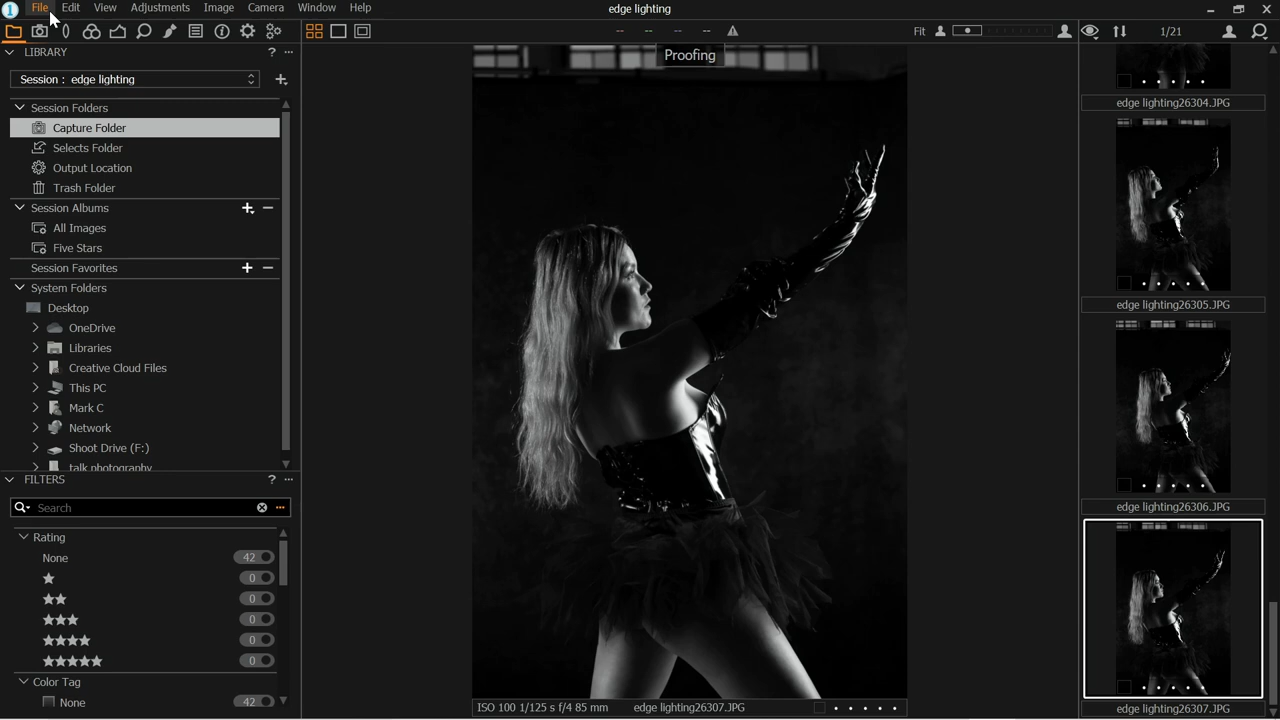 File Edit View Adjustments Image Camera Window Help
edge lighting
LIBRARY ? ...
-- -- -- --
Fit
1/21
Proofing
Session : edge lighting
Session Folders
Capture Folder
Selects Folder
Output Location
Trash Folder
Session Albums
All Images
Five Stars
Session Favorites
System Folders
Desktop
OneDrive
Libraries
Creative Cloud Files
This PC
Mark C
Network
Shoot Drive (F:)
talk photography
FILTERS ? ...
Search
Rating
None 42
0
0
0
0
0
Color Tag
None 42
ISO 100 1/125 s f/4 85 mm edge lighting26307.JPG
edge lighting26304.JPG
edge lighting26305.JPG
edge lighting26306.JPG
edge lighting26307.JPG